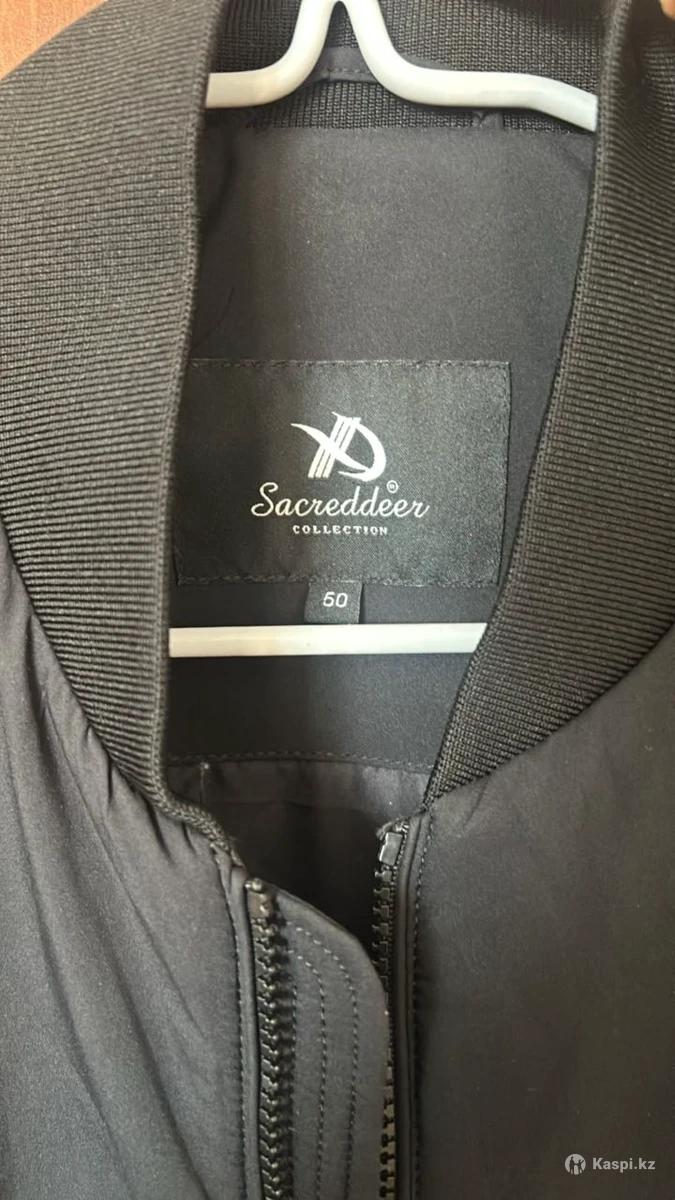 Sacreddeer®
COLLECTION
50
Kaspi.kz